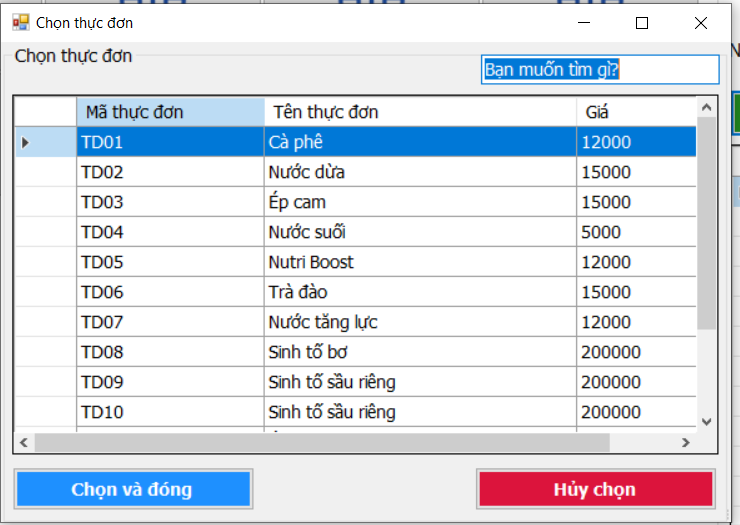 Chọn thực đơn
Chọn thực đơn
Bạn muốn tìm gì?
Mã thực đơn Tên thực đơn Giá
TD01 Cà phê 12000
TD02 Nước dừa 15000
TD03 Ép cam 15000
TD04 Nước suối 5000
TD05 Nutri Boost 12000
TD06 Trà đào 15000
TD07 Nước tăng lực 12000
TD08 Sinh tố bơ 200000
TD09 Sinh tố sầu riêng 200000
TD10 Sinh tố sầu riêng 200000
Chọn và đóng Hủy chọn